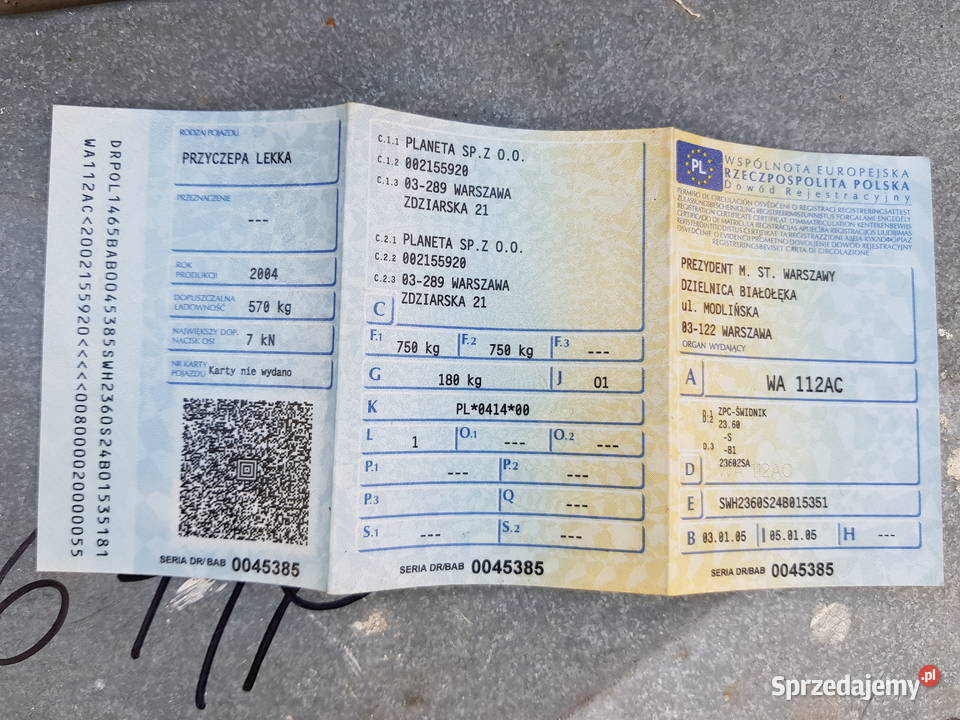 DRPOL1465BAB0045385SWH2360S24B01535181
WA112AC<2002155920<<<<<0080000200000055
RODZAJ POJAZDU
PRZYCZEPA LEKKA
PRZEZNACZENIE
---
ROK PRODUKCJI 2004
DOPUSZCZALNA ŁADOWNOŚĆ 570 kg
NAJWIĘKSZY DOP. NACISK OSI 7 kN
NR KARTY POJAZDU Karty nie wydano
SERIA DR/BAB 0045385
C.1.1 PLANETA SP.Z O.O.
C.1.2 002155920
C.1.3 03-289 WARSZAWA
ZDZIARSKA 21
C.2.1 PLANETA SP.Z O.O.
C.2.2 002155920
C.2.3 03-289 WARSZAWA
ZDZIARSKA 21
C
F.1 750 kg F.2 750 kg F.3 ---
G 180 kg J O1
K PL*0414*00
L 1 O.1 --- O.2 ---
P.1 --- P.2 ---
P.3 Q ---
S.1 --- S.2 ---
SERIA DR/BAB 0045385
PL
WSPÓLNOTA EUROPEJSKA
RZECZPOSPOLITA POLSKA
Dowód Rejestracyjny
PREZYDENT M. ST. WARSZAWY
DZIELNICA BIAŁOŁĘKA
ul. MODLIŃSKA
03-122 WARSZAWA
ORGAN WYDAJĄCY
A WA 112AC
D.1 ZPC-ŚWIDNIK
D.2 23.60
-S
-B1
D.3 23602SA
D
E SWH2360S24B015351
B 03.01.05 I 05.01.05 H ---
SERIA DR/BAB 0045385
Sprzedajemy.pl